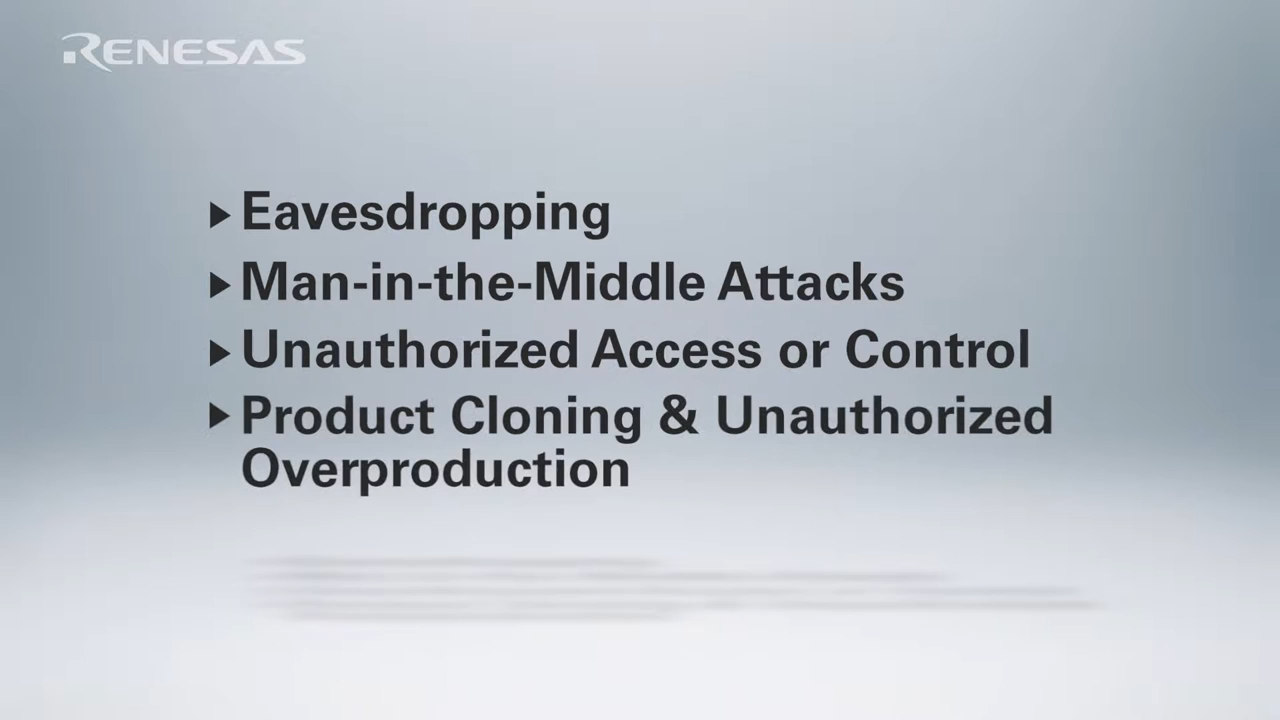 RENESAS
Eavesdropping
Man-in-the-Middle Attacks
Unauthorized Access or Control
Product Cloning & Unauthorized
Overproduction